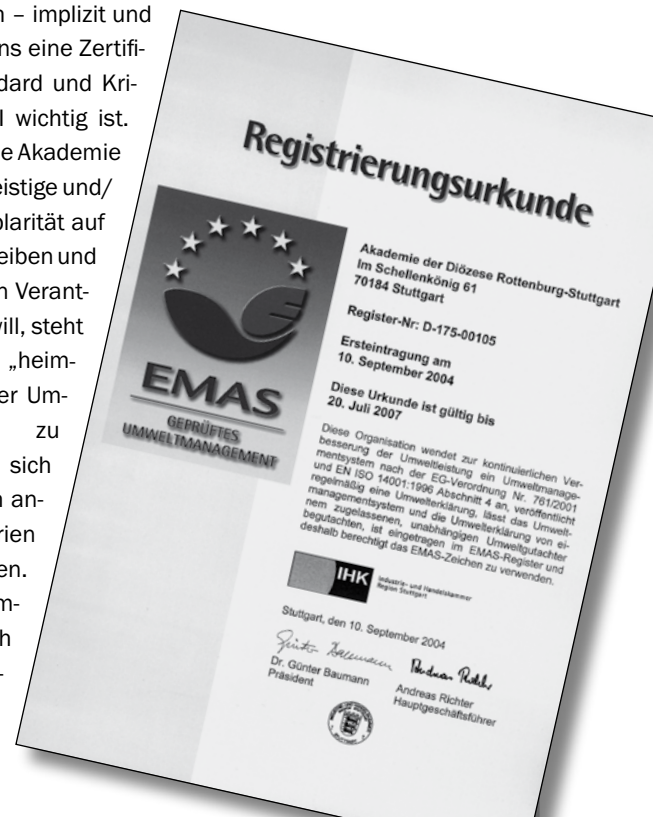 n – implizit und
ns eine Zertifi-
dard und Kri-
l wichtig ist.
e Akademie
eistige und/
plarität auf
eiben und
n Verant-
will, steht
„heim-
er Um-
zu
sich
n an-
rien
en.
m-
h
-
Registrierungsurkunde
EMAS
GEPRÜFTES
UMWELTMANAGEMENT
Akademie der Diözese Rottenburg-Stuttgart
Im Schellenkönig 61
70184 Stuttgart
Register-Nr: D-175-00105
Ersteintragung am
10. September 2004
Diese Urkunde ist gültig bis
20. Juli 2007
Diese Organisation wendet zur kontinuierlichen Ver-
besserung der Umweltleistung ein Umweltmanage-
mentsystem nach der EG-Verordnung Nr. 761/2001
und EN ISO 14001:1996 Abschnitt 4 an, veröffentlicht
regelmäßig eine Umwelterklärung, lässt das Umwelt-
managementsystem und die Umwelterklärung von ei-
nem zugelassenen, unabhängigen Umweltgutachter
begutachten, ist eingetragen im EMAS-Register und
deshalb berechtigt das EMAS-Zeichen zu verwenden.
IHK
Industrie- und Handelskammer
Region Stuttgart
Stuttgart, den 10. September 2004
Dr. Günter Baumann
Präsident
Andreas Richter
Hauptgeschäftsführer